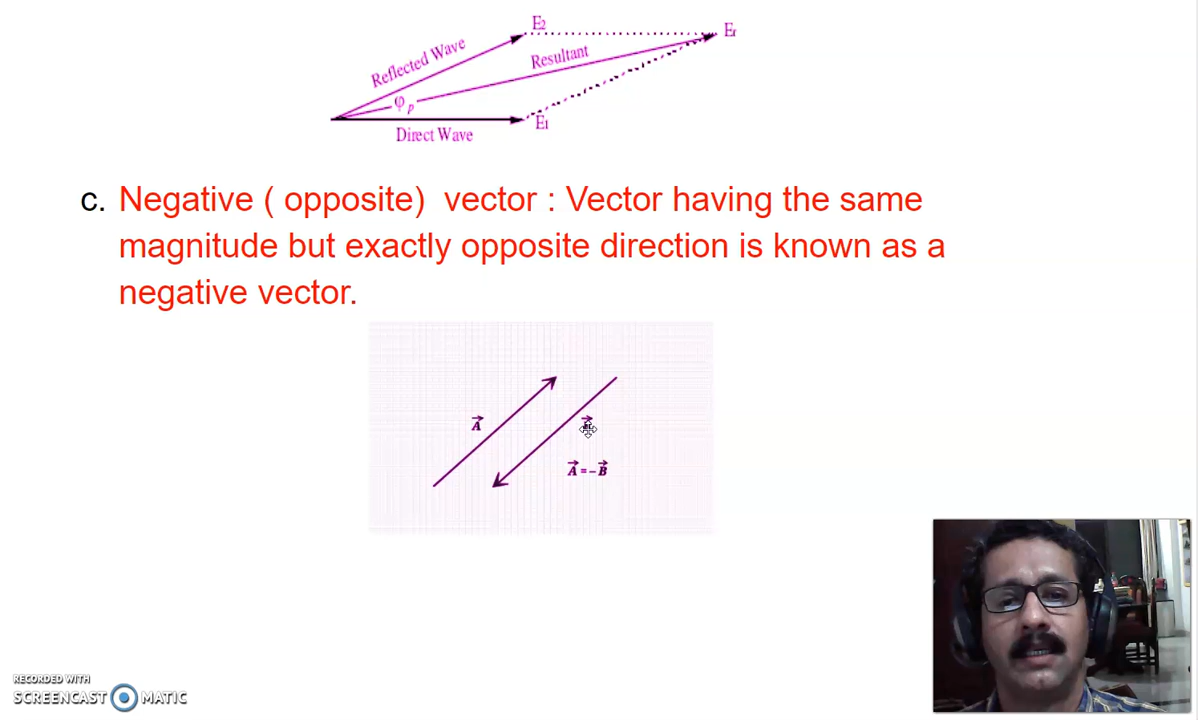 E2
Er
Reflected Wave
Resultant
φp
E1
Direct Wave
c. Negative ( opposite) vector : Vector having the same
magnitude but exactly opposite direction is known as a
negative vector.
A⃗
A⃗ = – B⃗
RECORDED WITH
SCREENCAST MATIC